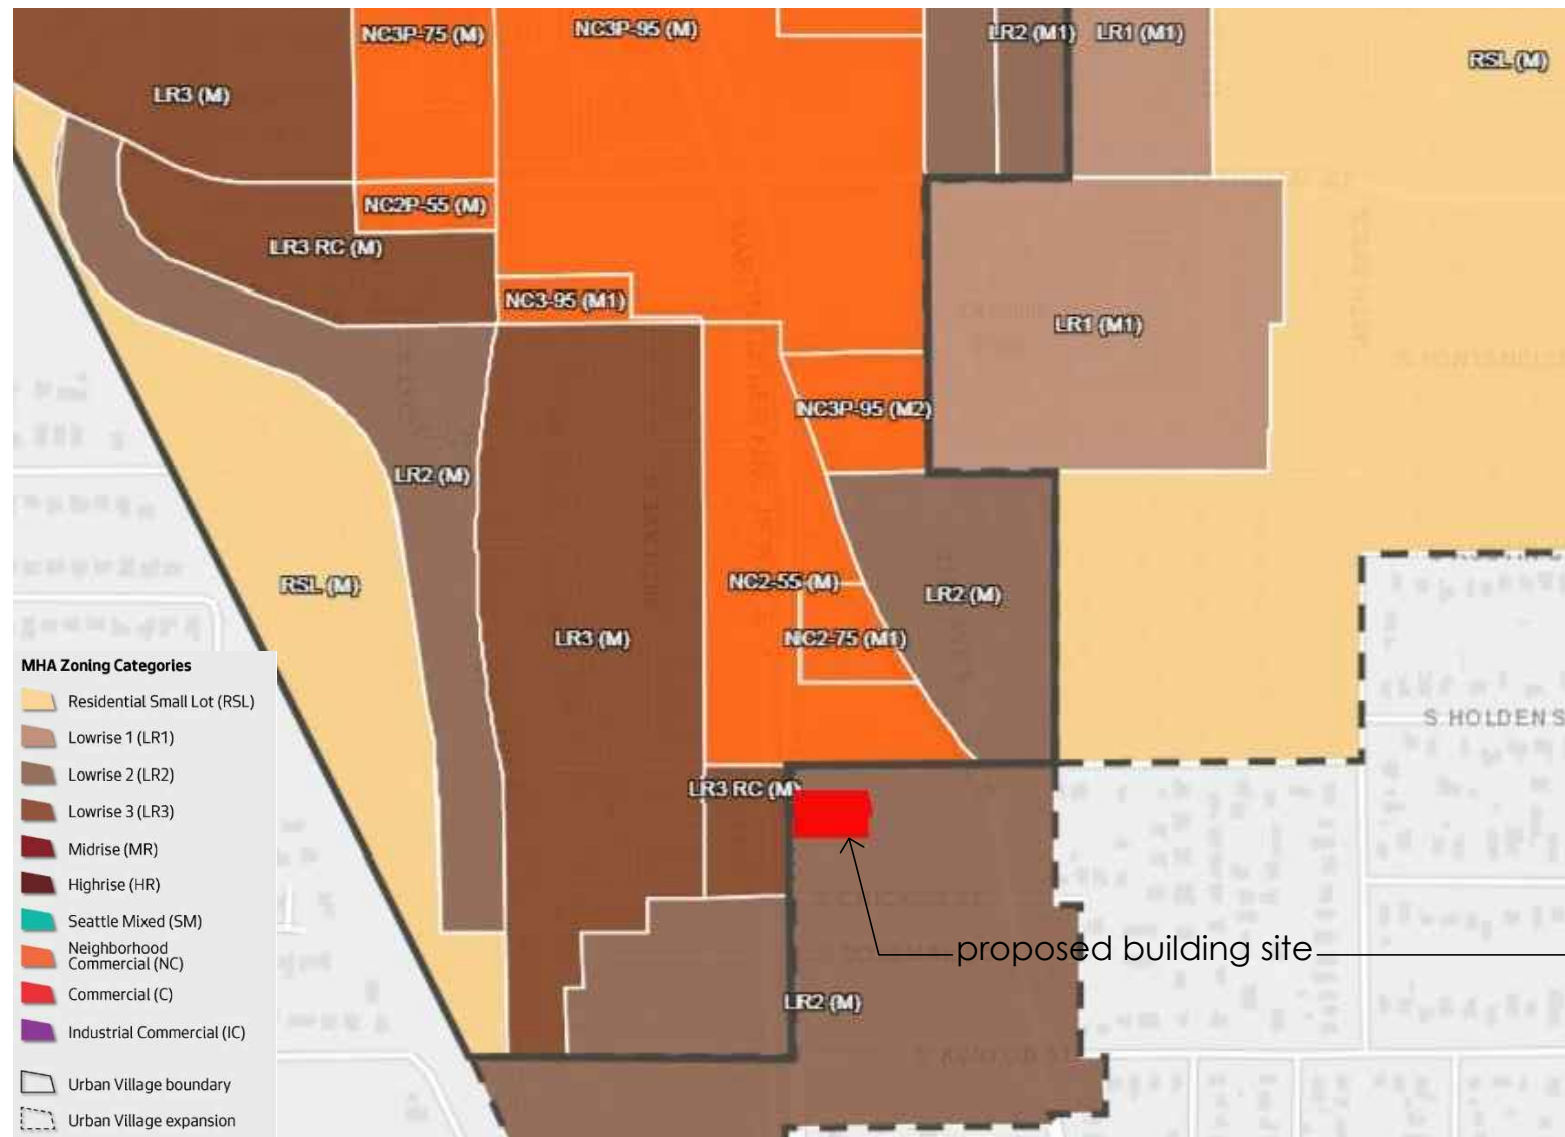 NC3P-75 (M)
NC3P-95 (M)
LR2 (M1)
LR1 (M1)
RSL (M)
LR3 (M)
NC2P-55 (M)
LR3 RC (M)
NC3-95 (M1)
LR1 (M1)
NC3P-95 (M2)
LR2 (M)
RSL (M)
NC2-55 (M)
LR2 (M)
LR3 (M)
NC2-75 (M1)
S HOLDEN S
LR3 RC (M)
proposed building site
LR2 (M)
S KENYON ST
MHA Zoning Categories
Residential Small Lot (RSL)
Lowrise 1 (LR1)
Lowrise 2 (LR2)
Lowrise 3 (LR3)
Midrise (MR)
Highrise (HR)
Seattle Mixed (SM)
Neighborhood
Commercial (NC)
Commercial (C)
Industrial Commercial (IC)
Urban Village boundary
Urban Village expansion